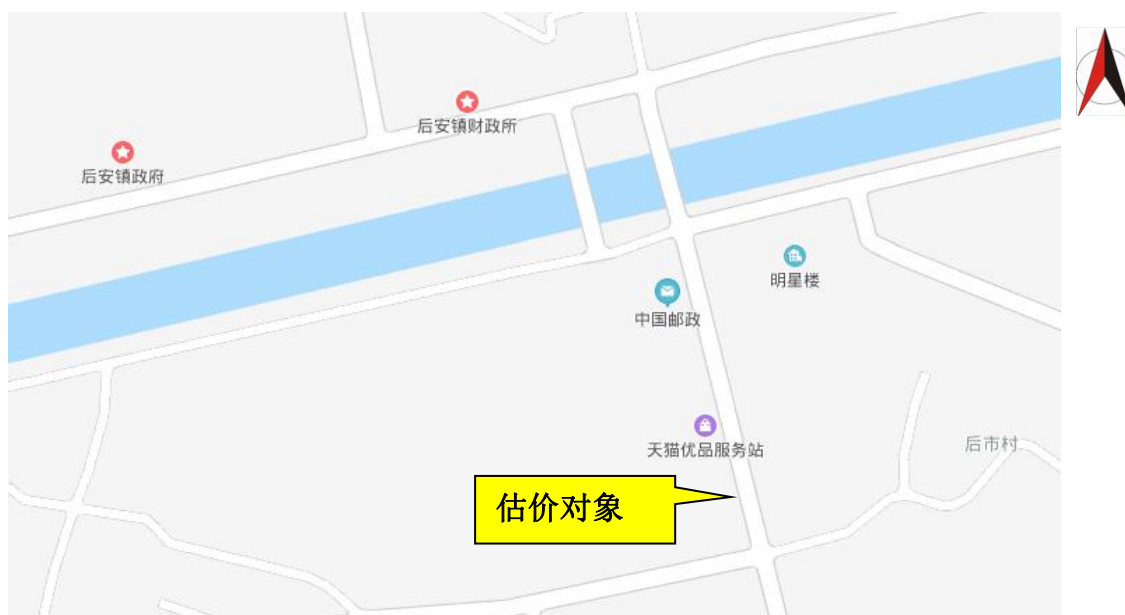 后安镇财政所
后安镇政府
明星楼
中国邮政
天猫优品服务站
后市村
估价对象